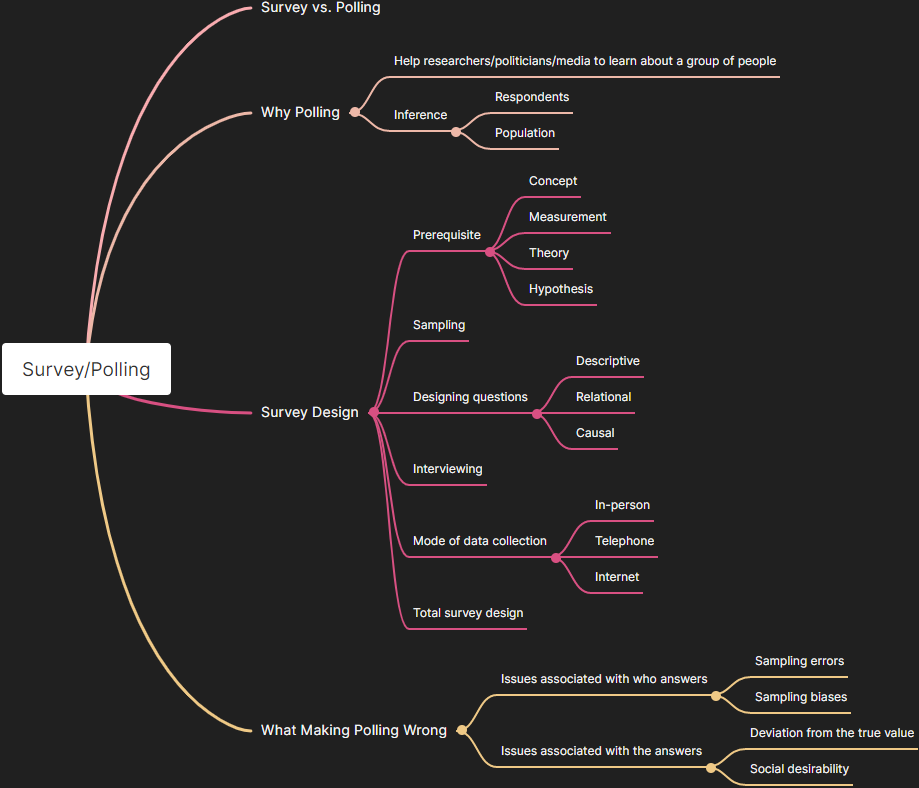 Survey vs. Polling
Help researchers/politicians/media to learn about a group of people
Why Polling
Inference
Respondents
Population
Concept
Prerequisite
Measurement
Theory
Hypothesis
Sampling
Survey/Polling
Descriptive
Designing questions
Relational
Survey Design
Causal
Interviewing
In-person
Mode of data collection
Telephone
Internet
Total survey design
Sampling errors
Issues associated with who answers
Sampling biases
What Making Polling Wrong
Deviation from the true value
Issues associated with the answers
Social desirability